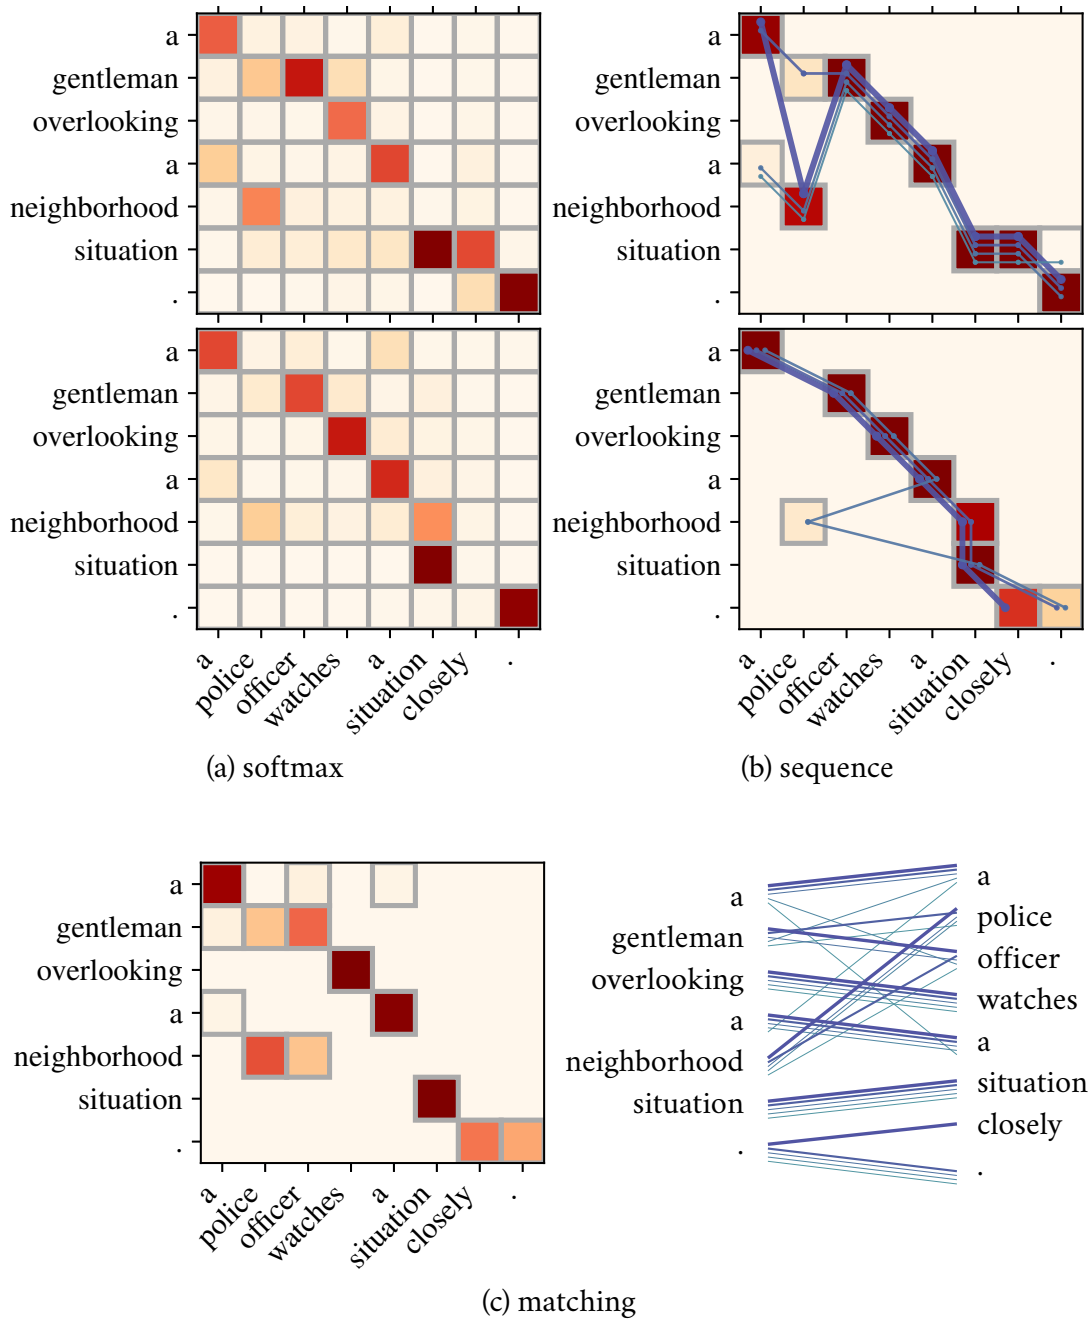 a
gentleman
overlooking
a
neighborhood
situation
.
a
gentleman
overlooking
a
neighborhood
situation
.
a
police
officer
watches
a
situation
closely
.
(a) softmax
a
gentleman
overlooking
a
neighborhood
situation
.
a
gentleman
overlooking
a
neighborhood
situation
.
a
police
officer
watches
a
situation
closely
.
(b) sequence
a
gentleman
overlooking
a
neighborhood
situation
.
a
police
officer
watches
a
situation
closely
.
a
gentleman
overlooking
a
neighborhood
situation
.
a
police
officer
watches
a
situation
closely
.
(c) matching